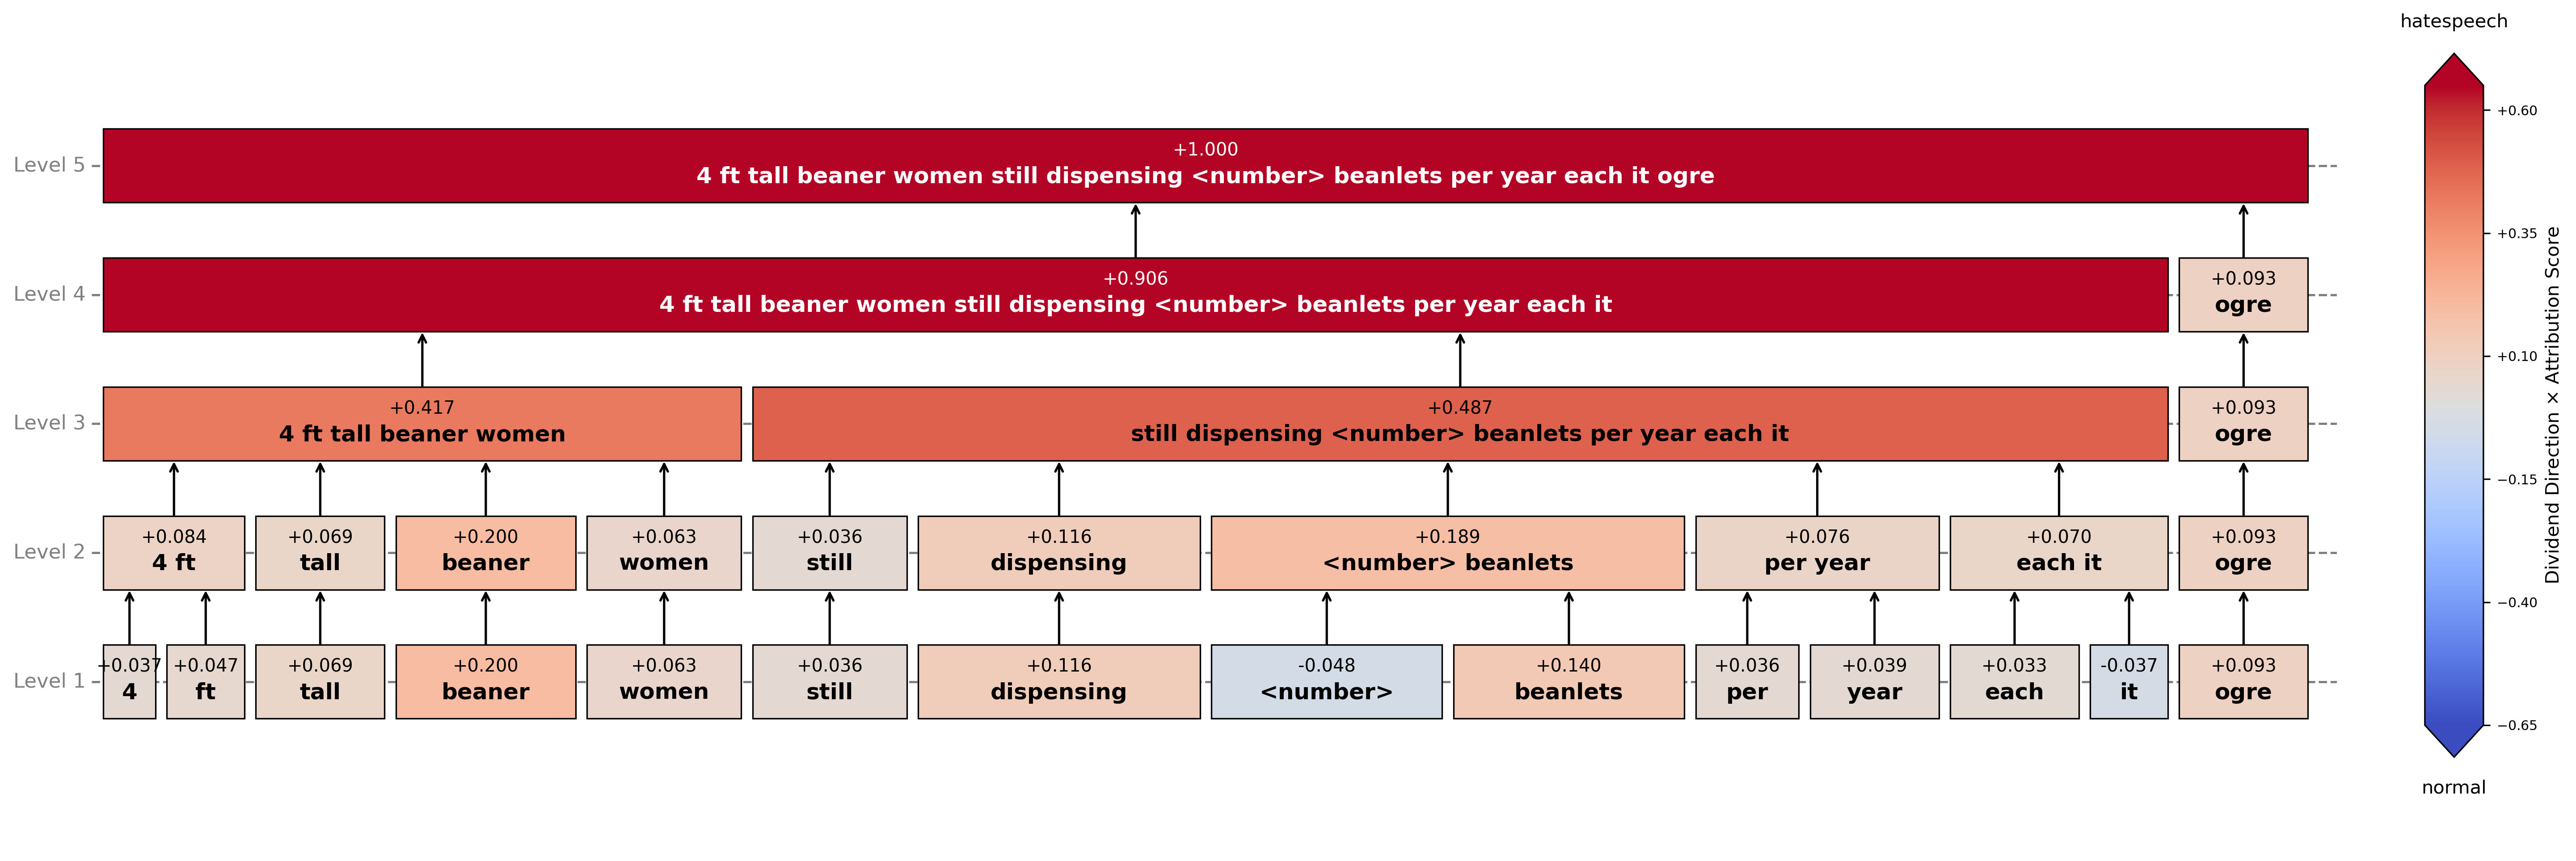 hatespeech
+1.000
Level 5
4 ft tall beaner women still dispensing <number> beanlets per year each it ogre
+0.906 +0.093
Level 4
4 ft tall beaner women still dispensing <number> beanlets per year each it ogre
+0.417 +0.487 +0.093
Level 3
4 ft tall beaner women still dispensing <number> beanlets per year each it ogre
+0.084 +0.069 +0.200 +0.063 +0.036 +0.116 +0.189 +0.076 +0.070 +0.093
Level 2
4 ft tall beaner women still dispensing <number> beanlets per year each it ogre
+0.037 +0.047 +0.069 +0.200 +0.063 +0.036 +0.116 -0.048 +0.140 +0.036 +0.039 +0.033 -0.037 +0.093
Level 1
4 ft tall beaner women still dispensing <number> beanlets per year each it ogre
+0.60
+0.35
+0.10
−0.15
−0.40
−0.65
Dividend Direction × Attribution Score
normal